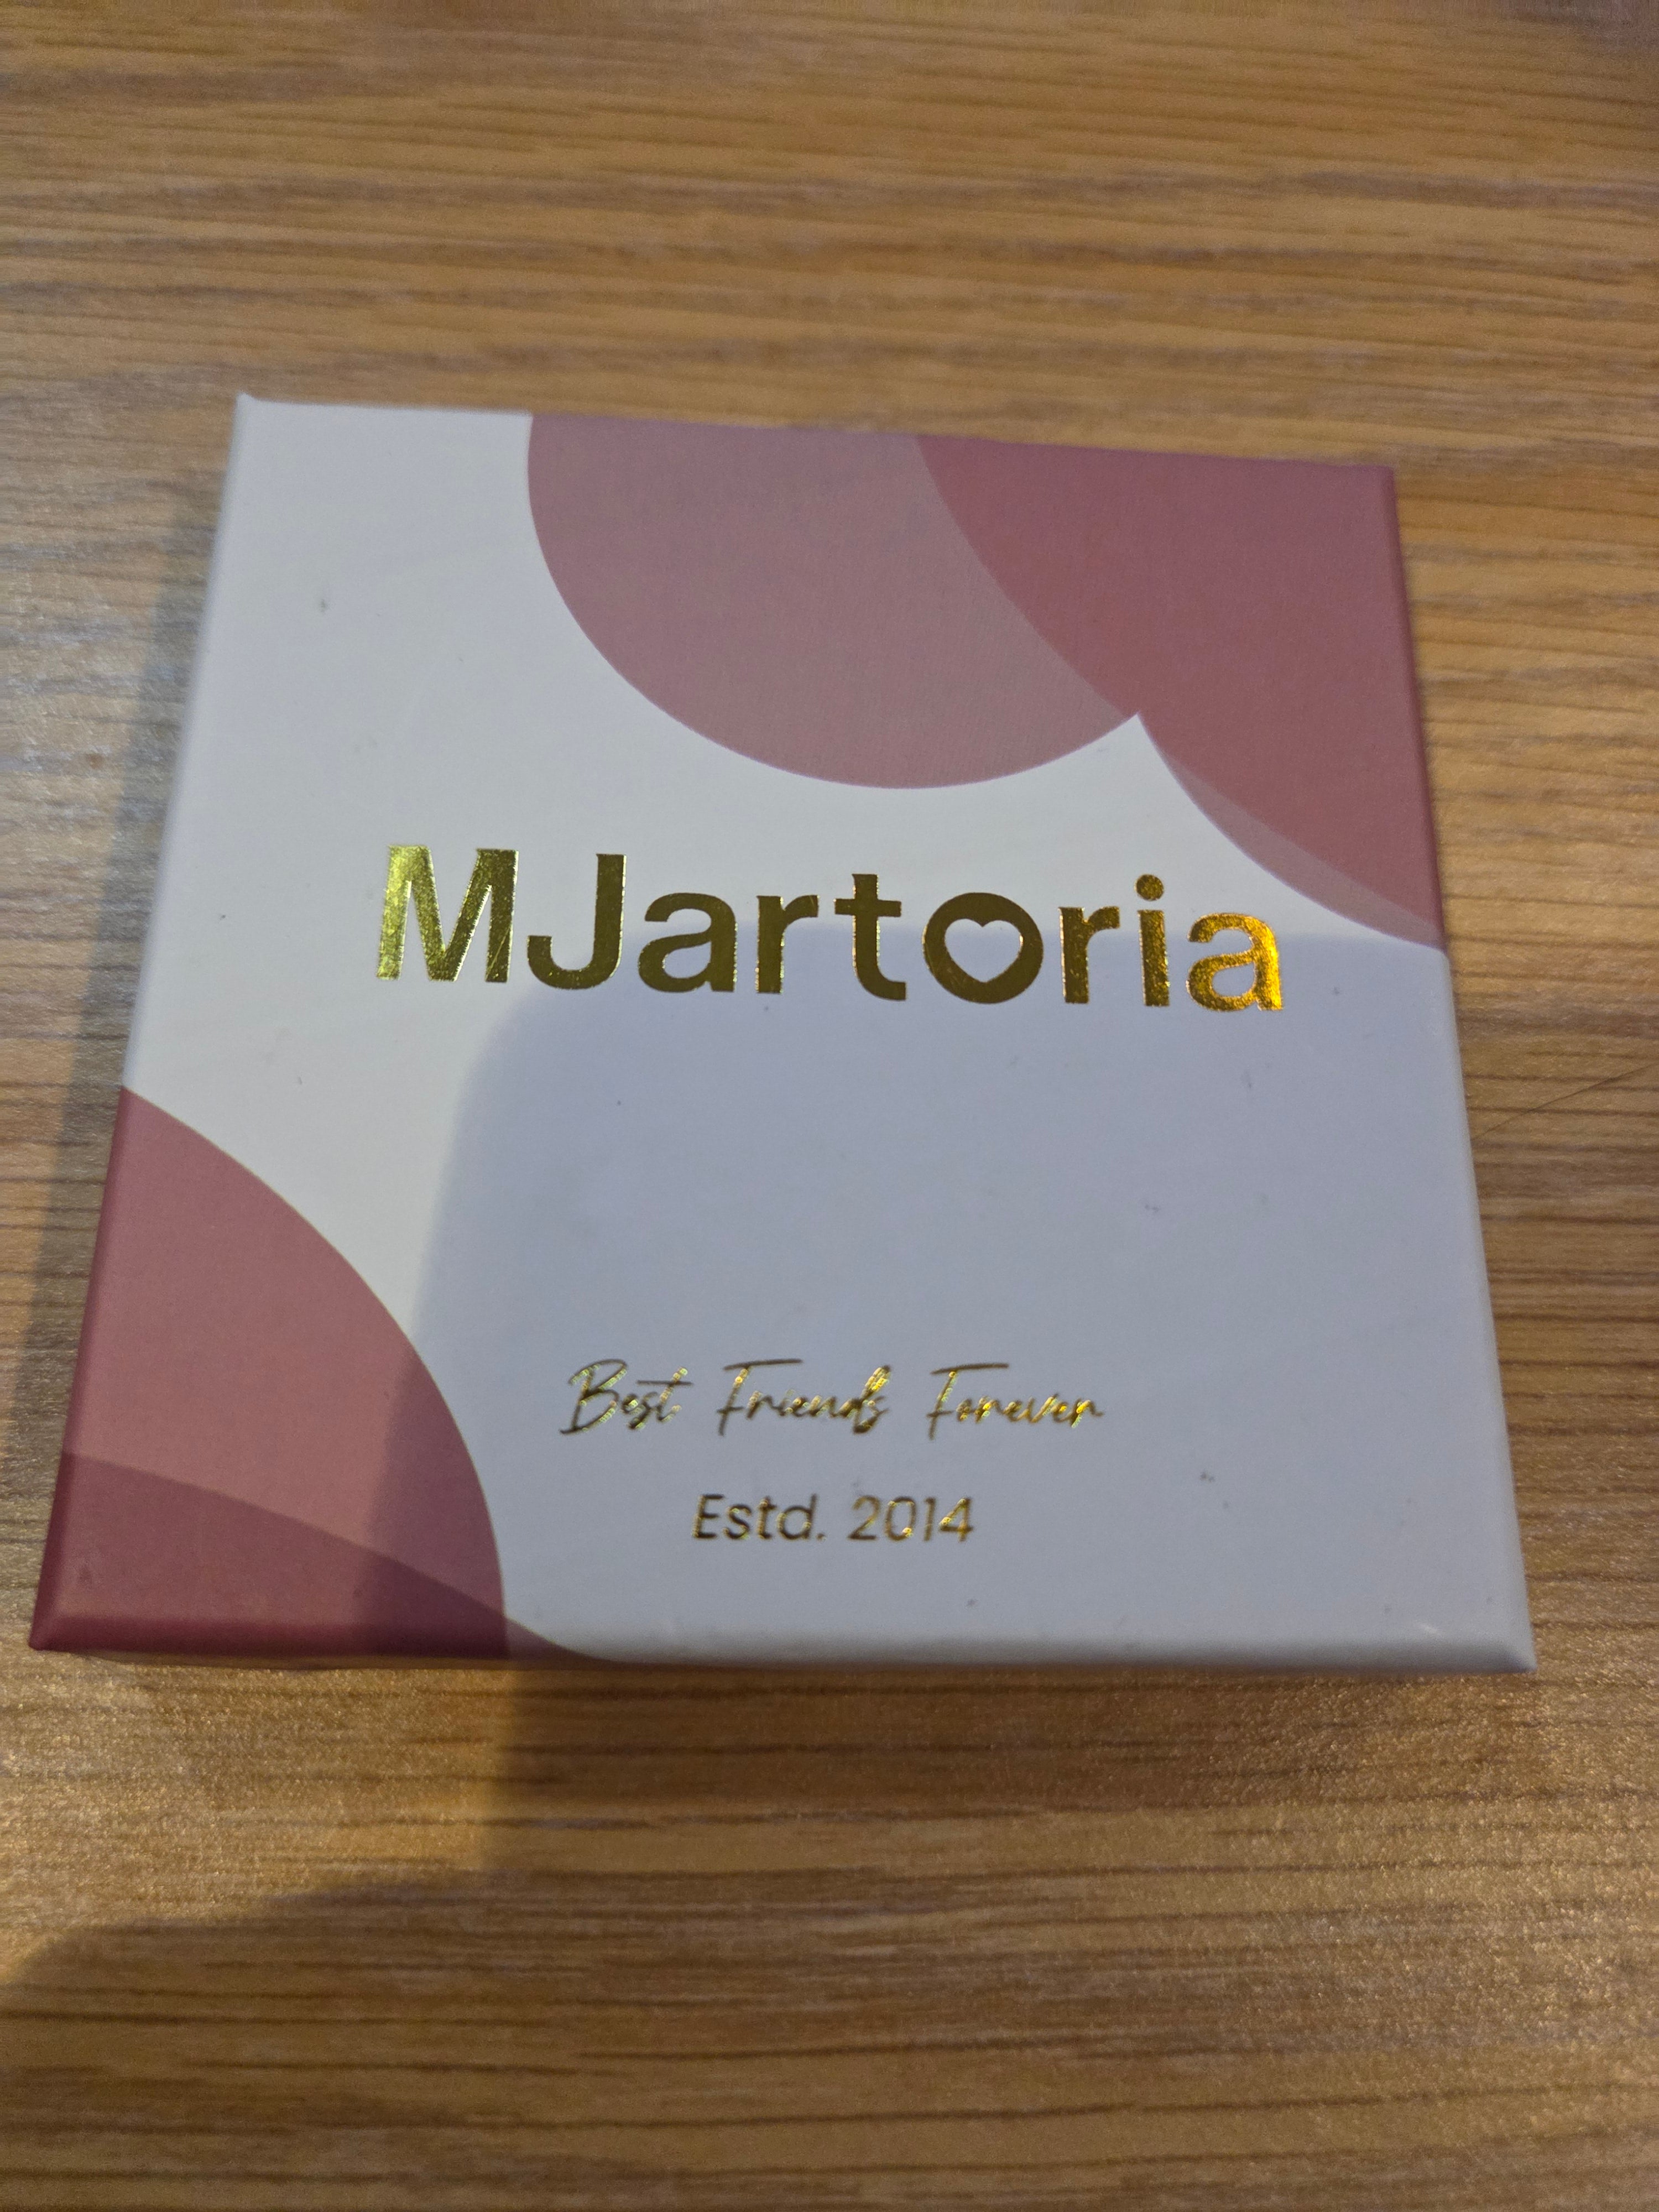 MJartoria
Best Friends Forever
Estd. 2014